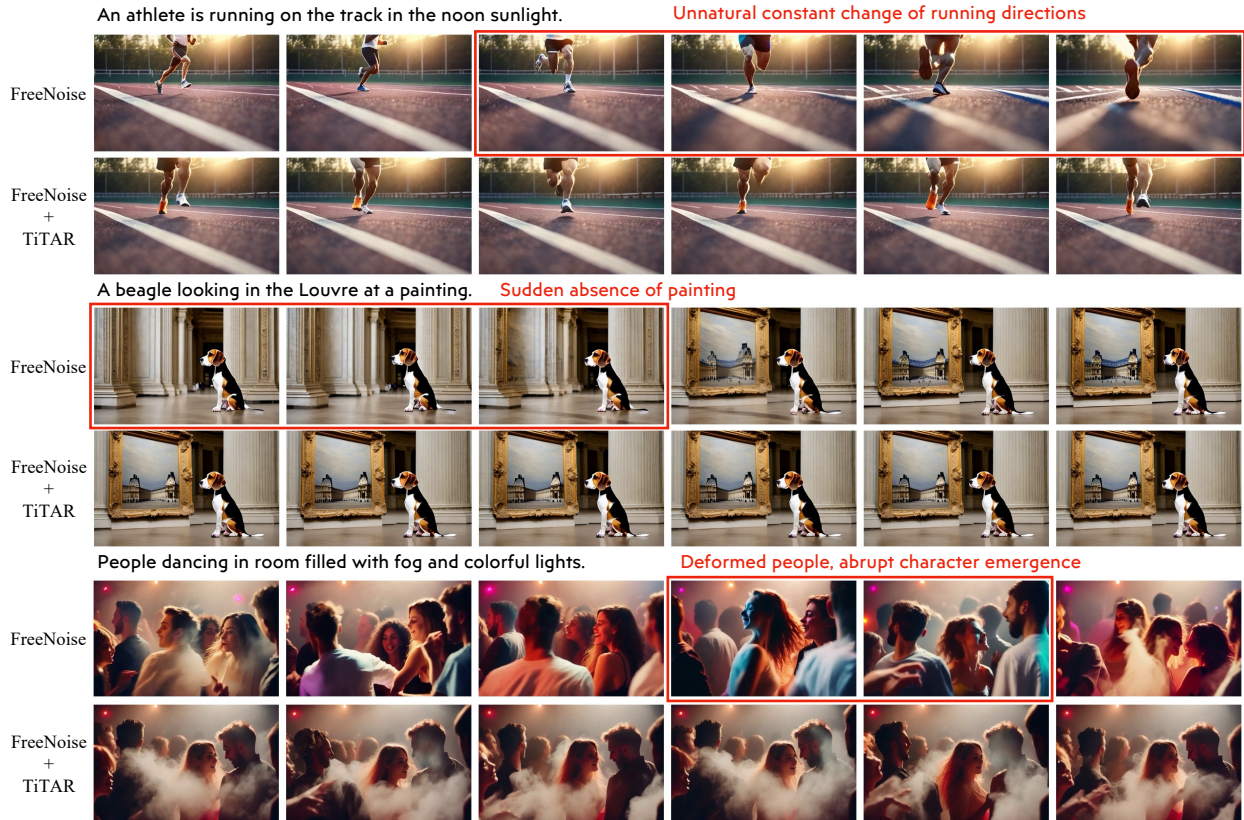 An athlete is running on the track in the noon sunlight. Unnatural constant change of running directions
FreeNoise
FreeNoise
+
TiTAR
A beagle looking in the Louvre at a painting. Sudden absence of painting
FreeNoise
FreeNoise
+
TiTAR
People dancing in room filled with fog and colorful lights. Deformed people, abrupt character emergence
FreeNoise
FreeNoise
+
TiTAR